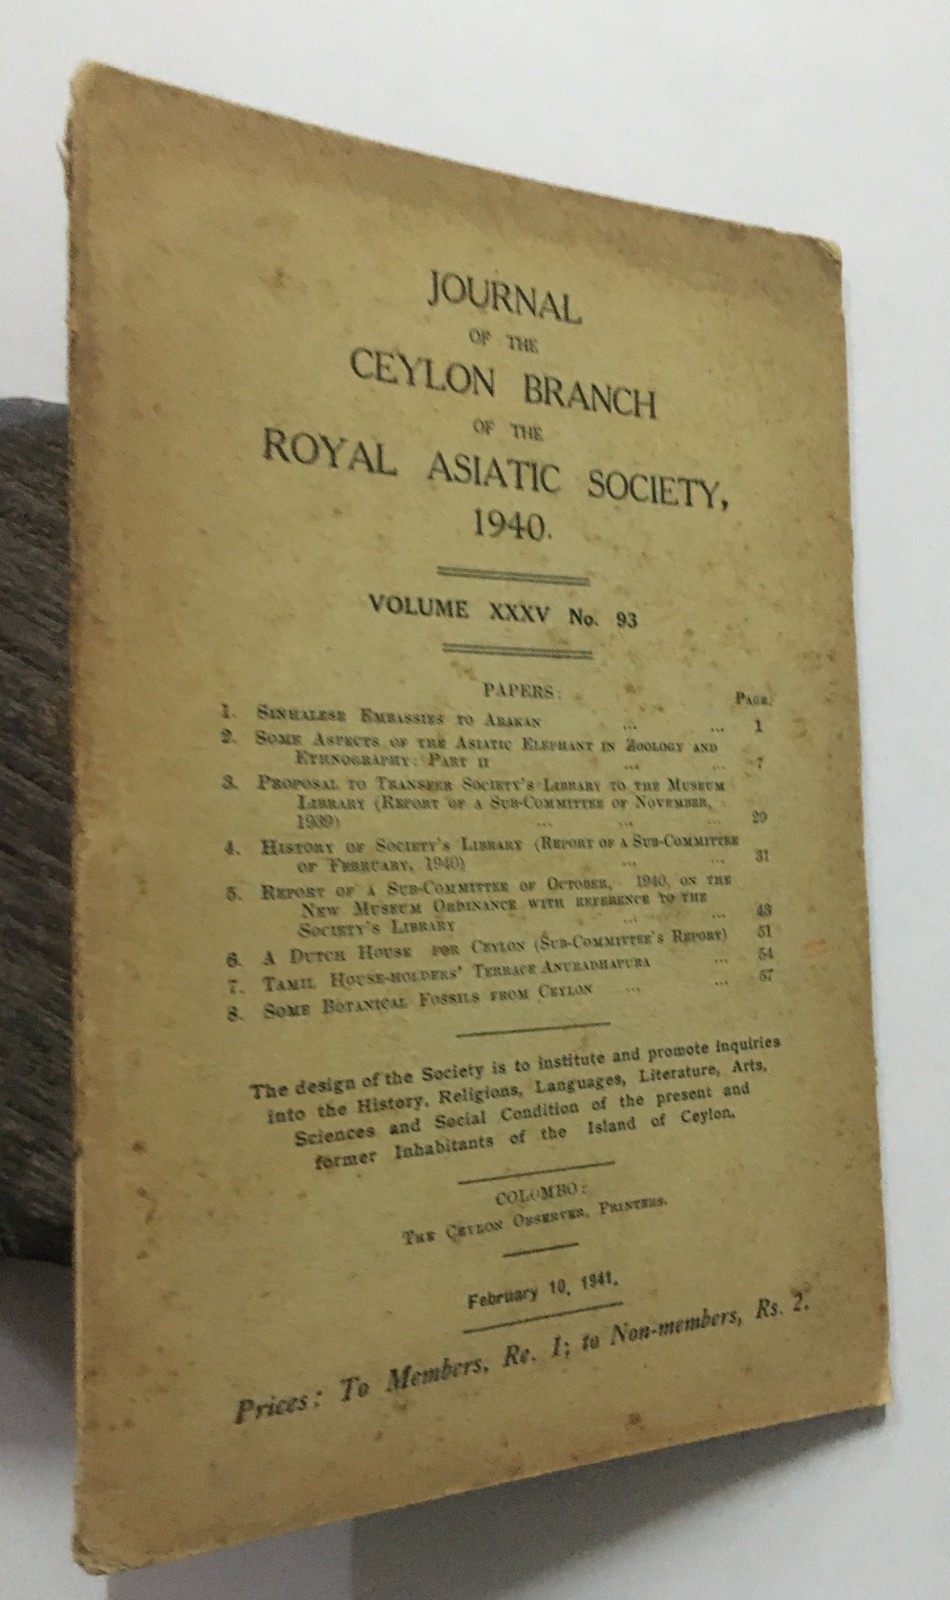 JOURNAL
OF THE
CEYLON BRANCH
OF THE
ROYAL ASIATIC SOCIETY,
1940.
VOLUME XXXV No. 93
PAPERS:
PAGE.
1. SINHALESE EMBASSIES TO ARAKAN ... ... 1
2. SOME ASPECTS OF THE ASIATIC ELEPHANT IN ZOOLOGY AND
ETHNOGRAPHY: PART II ... ... 7
3. PROPOSAL TO TRANSFER SOCIETY'S LIBRARY TO THE MUSEUM
LIBRARY (REPORT OF A SUB-COMMITTEE OF NOVEMBER,
1939) ... ... ... 29
4. HISTORY OF SOCIETY'S LIBRARY (REPORT OF A SUB-COMMITTEE
OF FEBRUARY, 1940) ... ... 31
5. REPORT OF A SUB-COMMITTEE OF OCTOBER, 1940, ON THE
NEW MUSEUM ORDINANCE WITH REFERENCE TO THE
SOCIETY'S LIBRARY ... ... 43
6. A DUTCH HOUSE FOR CEYLON (SUB-COMMITTEE'S REPORT) 51
7. TAMIL HOUSE-HOLDERS' TERRACE ANURADHAPURA ... 54
8. SOME BOTANICAL FOSSILS FROM CEYLON ... ... 57
The design of the Society is to institute and promote inquiries
into the History, Religions, Languages, Literature, Arts,
Sciences and Social Condition of the present and
former Inhabitants of the Island of Ceylon.
COLOMBO:
THE CEYLON OBSERVER, PRINTERS.
February 10, 1941.
Prices: To Members, Re. 1; to Non-members, Rs. 2.